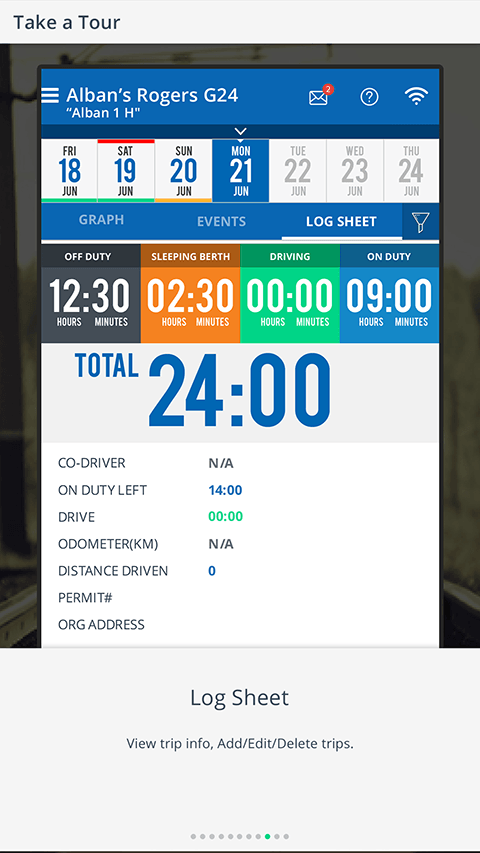 Take a Tour
Alban’s Rogers G24
“Alban 1 H"
2
?
FRI SAT SUN MON TUE WED THU
18 19 20 21 22 23 24
JUN JUN JUN JUN JUN JUN JUN
GRAPH EVENTS LOG SHEET
OFF DUTY SLEEPING BERTH DRIVING ON DUTY
12:30 02:30 00:00 09:00
HOURS MINUTES HOURS MINUTES HOURS MINUTES HOURS MINUTES
TOTAL 24:00
CO-DRIVER N/A
ON DUTY LEFT 14:00
DRIVE 00:00
ODOMETER(KM) N/A
DISTANCE DRIVEN 0
PERMIT#
ORG ADDRESS
Log Sheet
View trip info, Add/Edit/Delete trips.